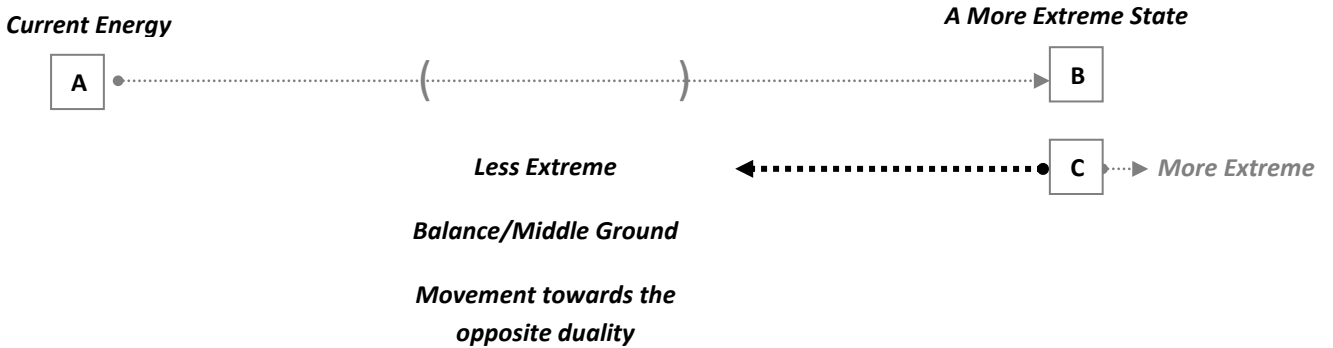 Current Energy
A More Extreme State
A
(
)
B
Less Extreme
C
More Extreme
Balance/Middle Ground
Movement towards the
opposite duality